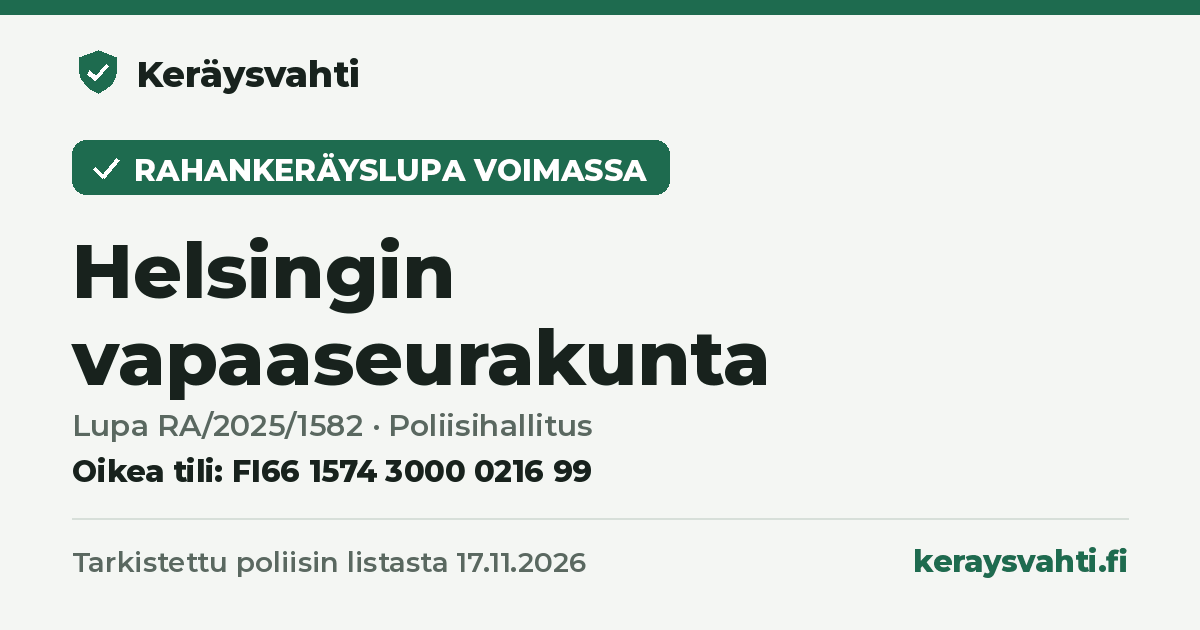 Keräysvahti
RAHANKERÄYSLUPA VOIMASSA
Helsingin
vapaaseurakunta
Lupa RA/2025/1582 · Poliisihallitus
Oikea tili: FI66 1574 3000 0216 99
Tarkistettu poliisin listasta 17.11.2026
keraysvahti.fi